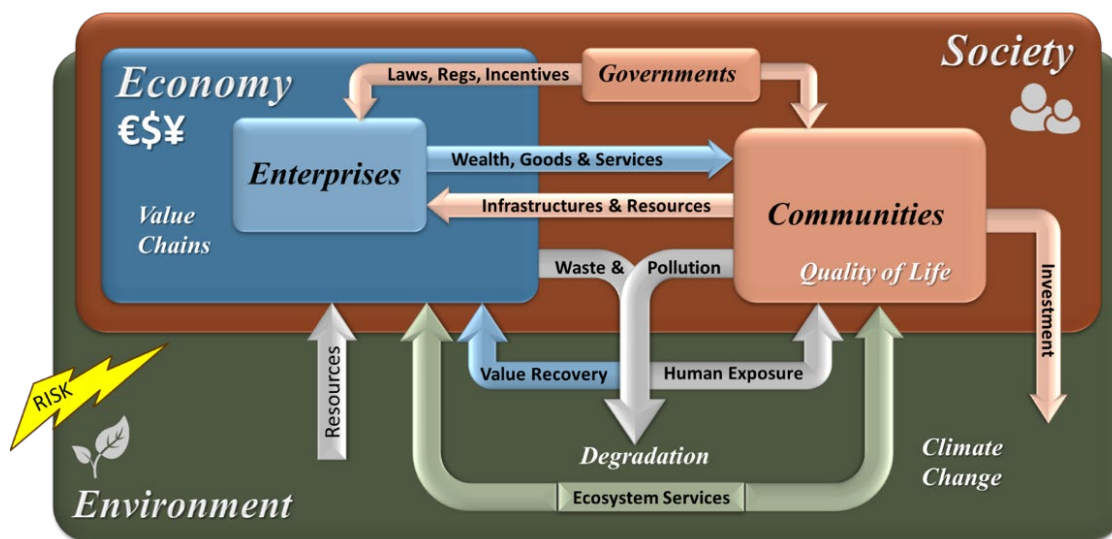 Society
Economy
€$¥
Laws, Regs, Incentives
Governments
Enterprises
Wealth, Goods & Services
Infrastructures & Resources
Communities
Value
Chains
Waste &
Pollution
Quality of Life
Investment
RISK
Resources
Value Recovery
Human Exposure
Degradation
Climate
Change
Environment
Ecosystem Services